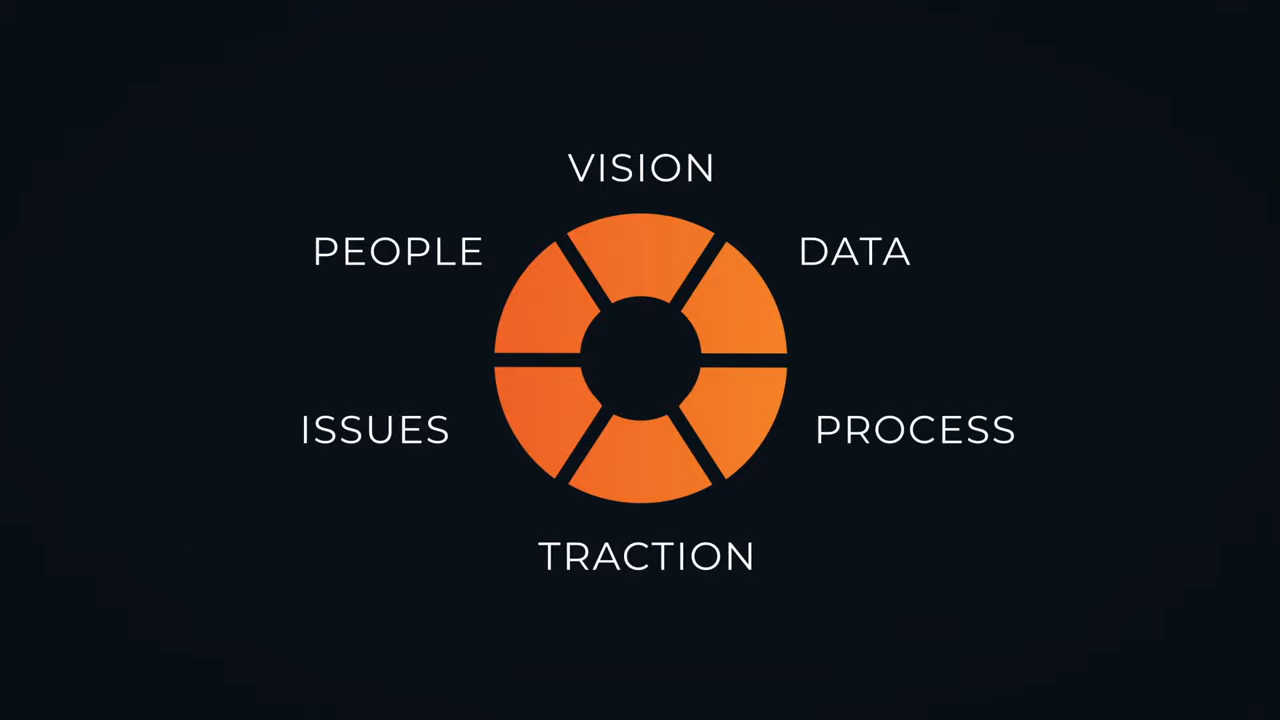 VISION
PEOPLE
DATA
ISSUES
PROCESS
TRACTION